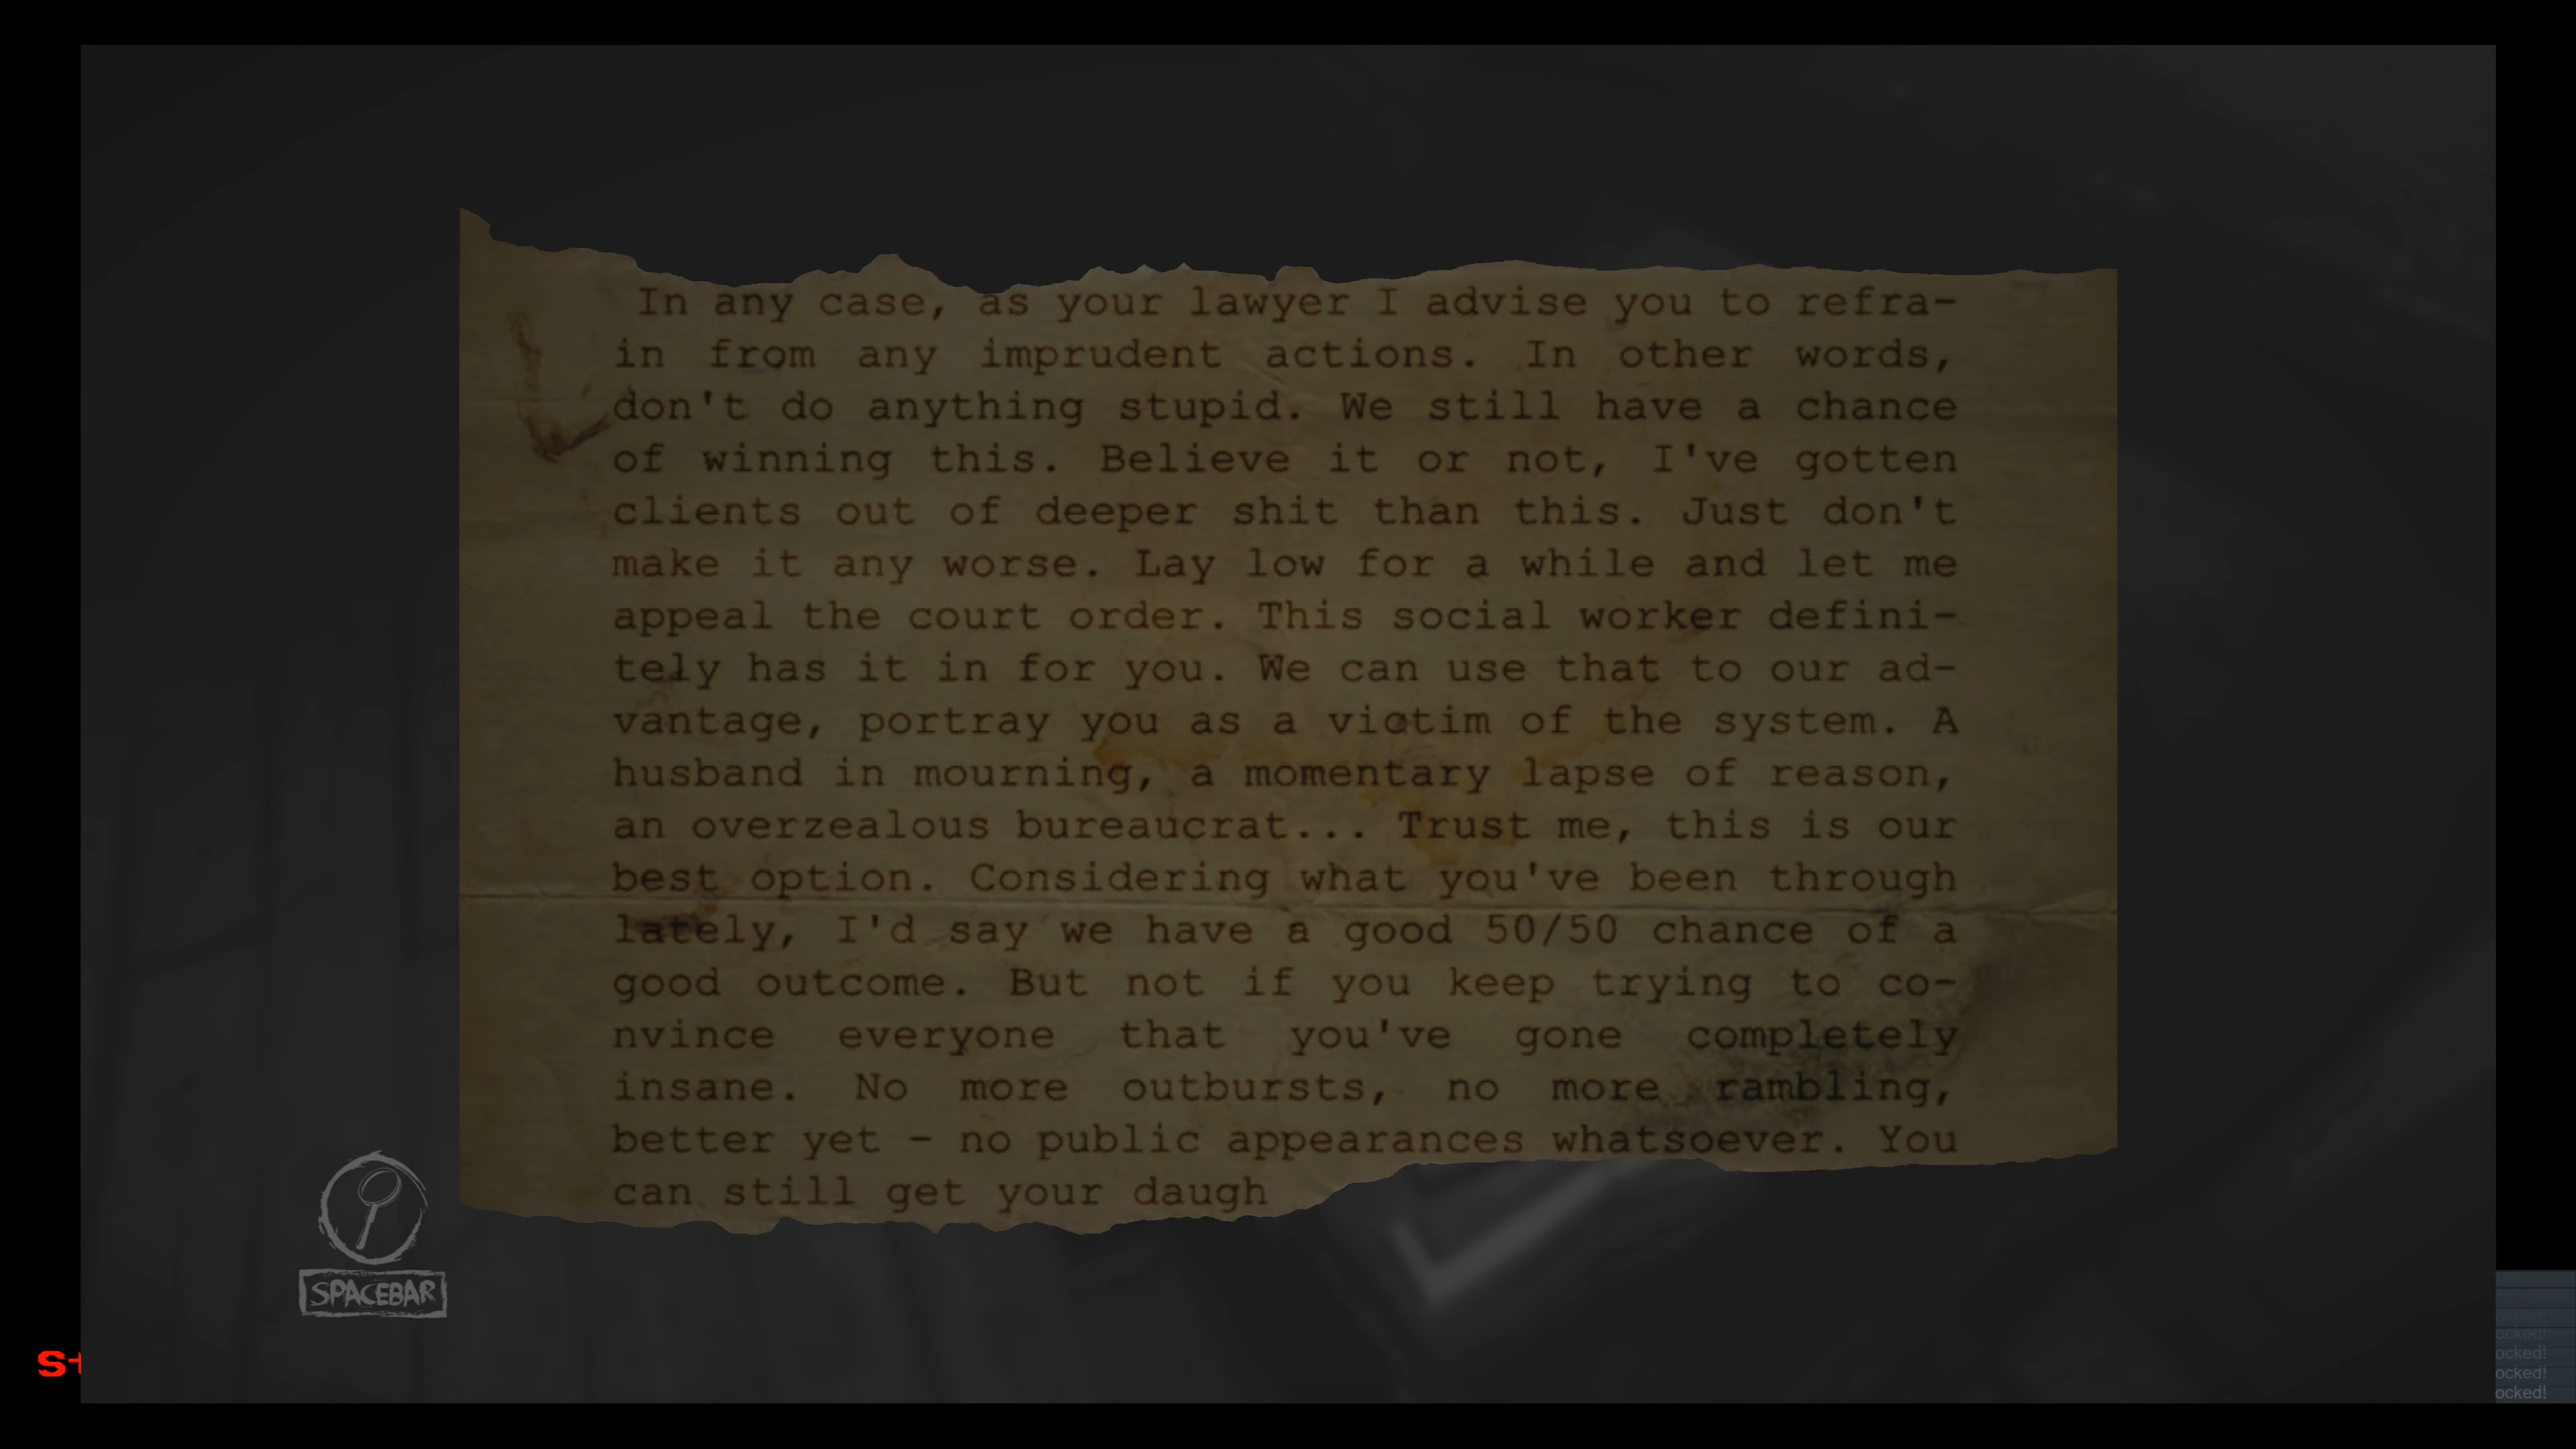 In any case, as your lawyer I advise you to refra-
in from any imprudent actions. In other words,
don't do anything stupid. We still have a chance
of winning this. Believe it or not, I've gotten
clients out of deeper shit than this. Just don't
make it any worse. Lay low for a while and let me
appeal the court order. This social worker defini-
tely has it in for you. We can use that to our ad-
vantage, portray you as a victim of the system. A
husband in mourning, a momentary lapse of reason,
an overzealous bureaucrat... Trust me, this is our
best option. Considering what you've been through
lately, I'd say we have a good 50/50 chance of a
good outcome. But not if you keep trying to co-
nvince everyone that you've gone completely
insane. No more outbursts, no more rambling,
better yet - no public appearances whatsoever. You
can still get your daugh
SPACEBAR
ocked!
ocked!
ocked!
ocked!